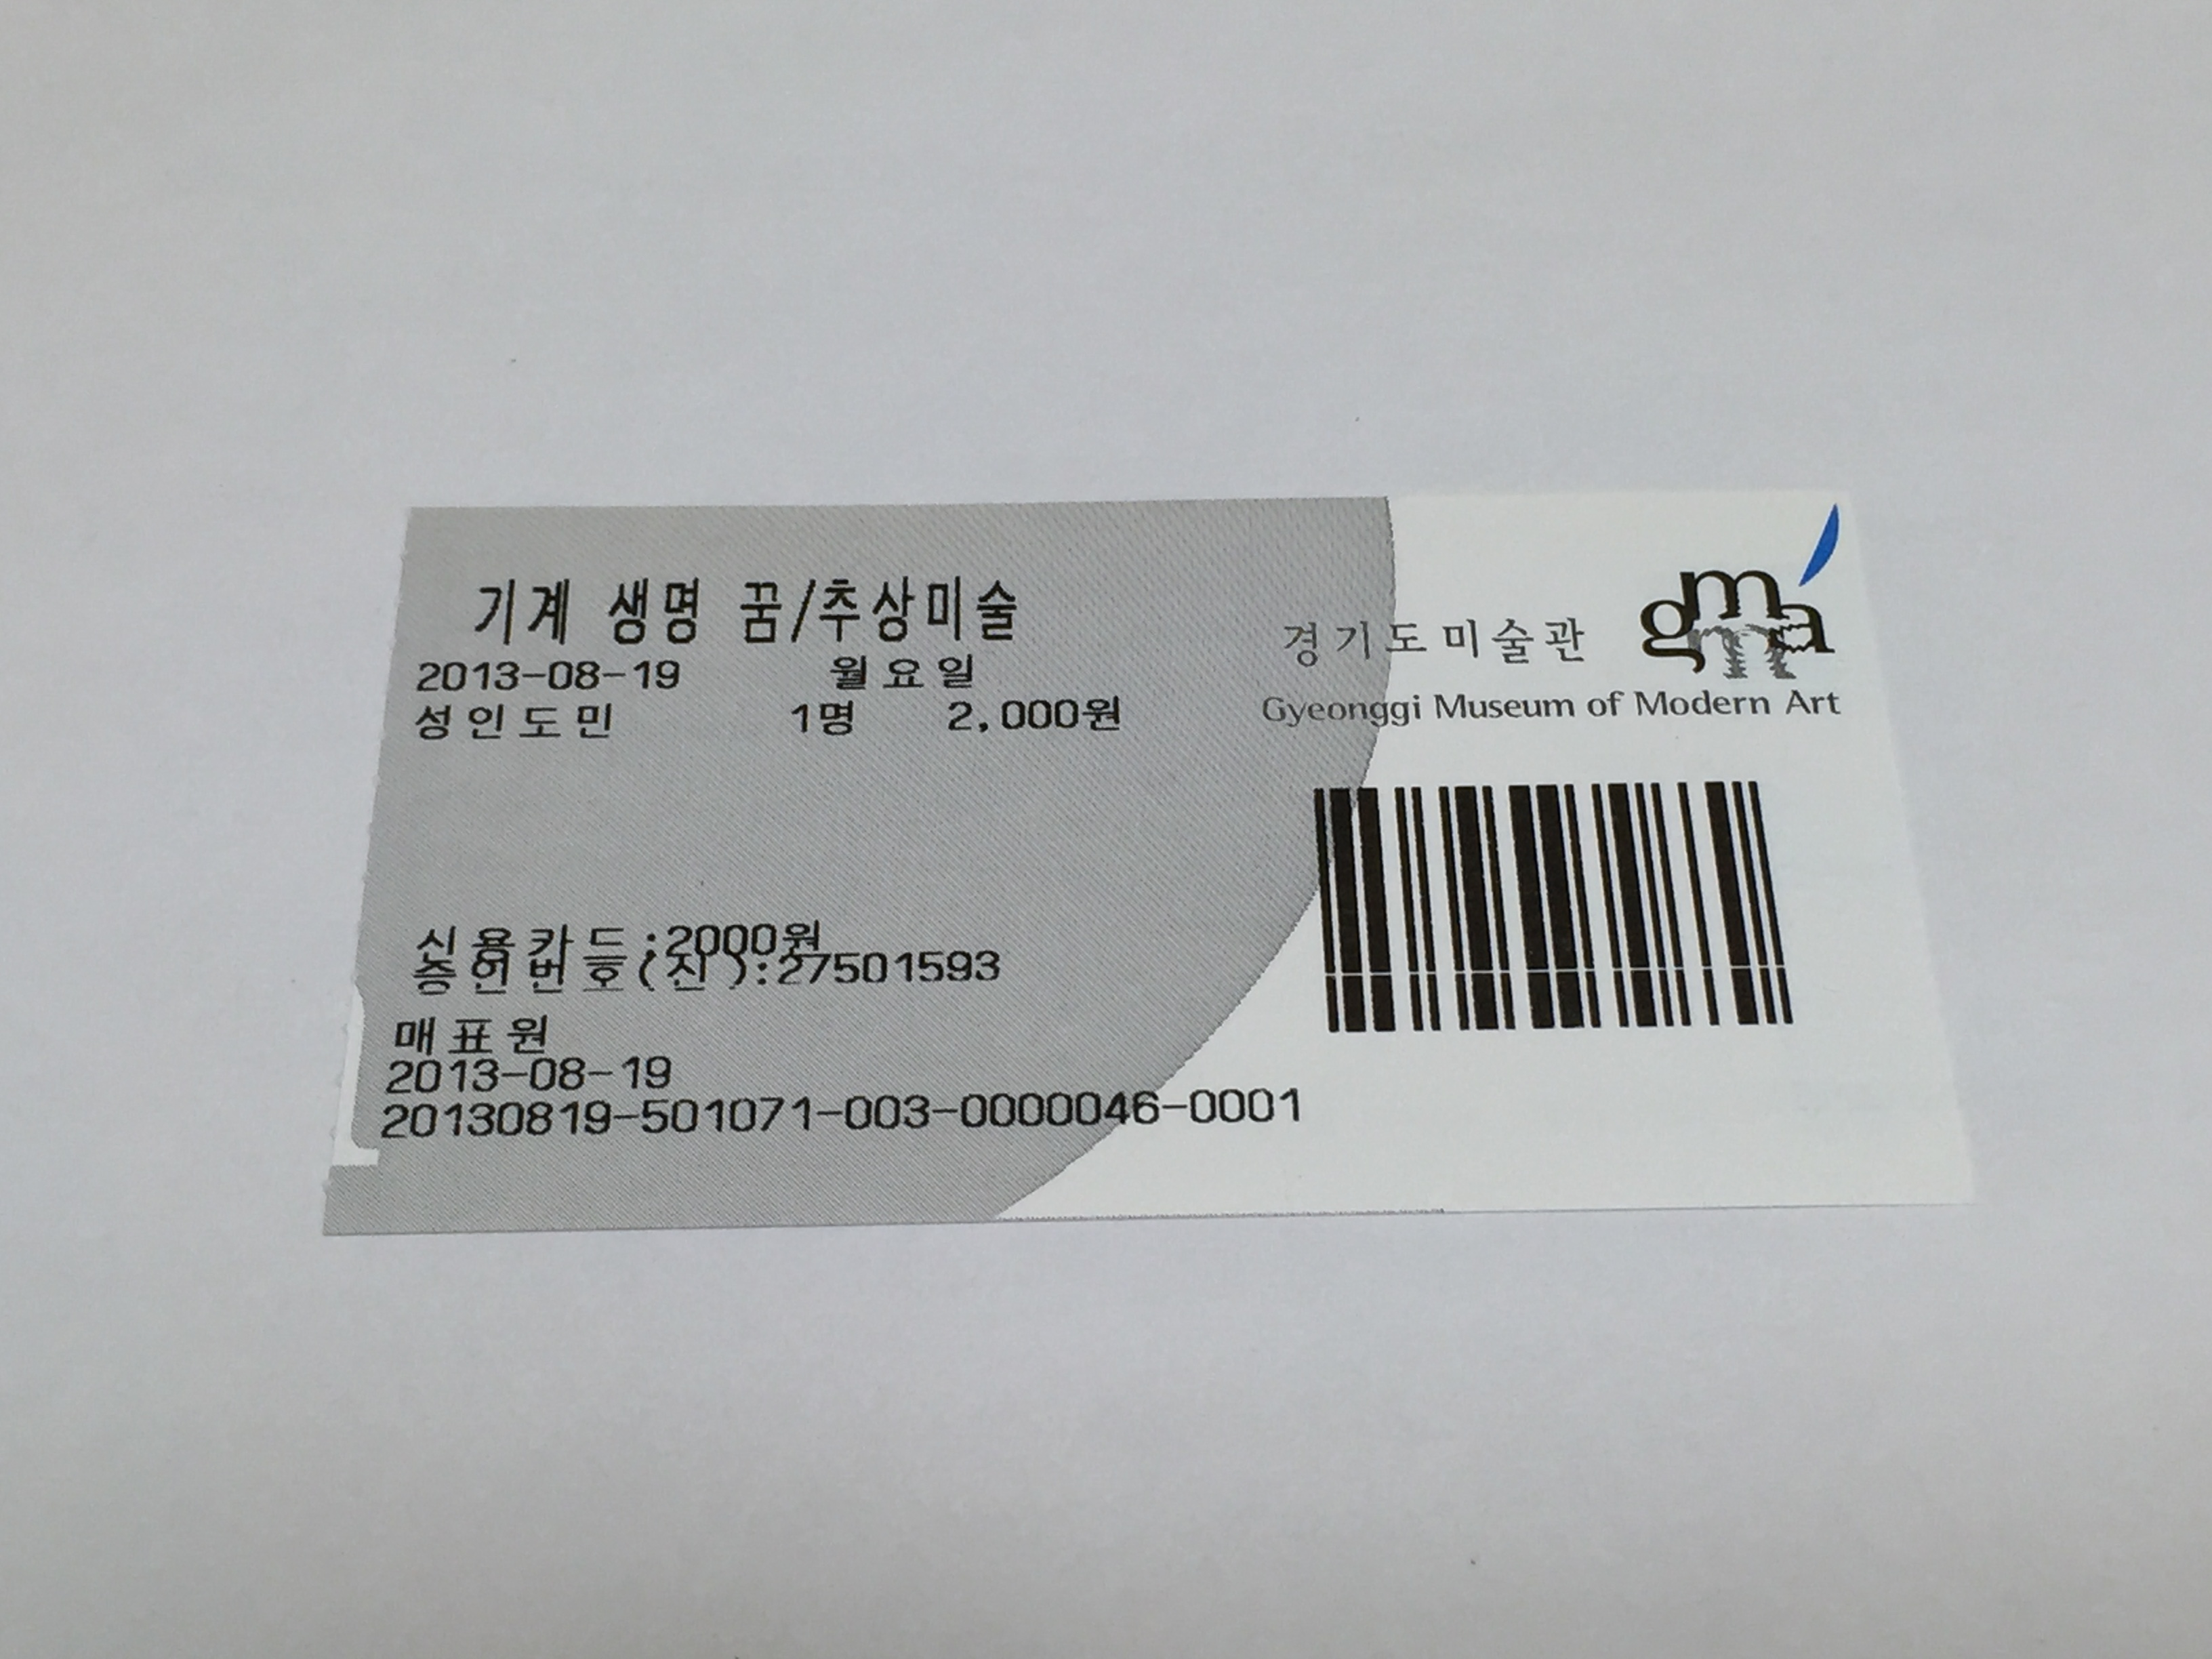 기계 생명 꿈/추상미술
2013-08-19 월요일
성인도민 1명 2,000원
경기도미술관
gma
Gyeonggi Museum of Modern Art
신용카드:2000원
승인번호(신):27501593
매표원
2013-08-19
20130819-501071-003-0000046-0001